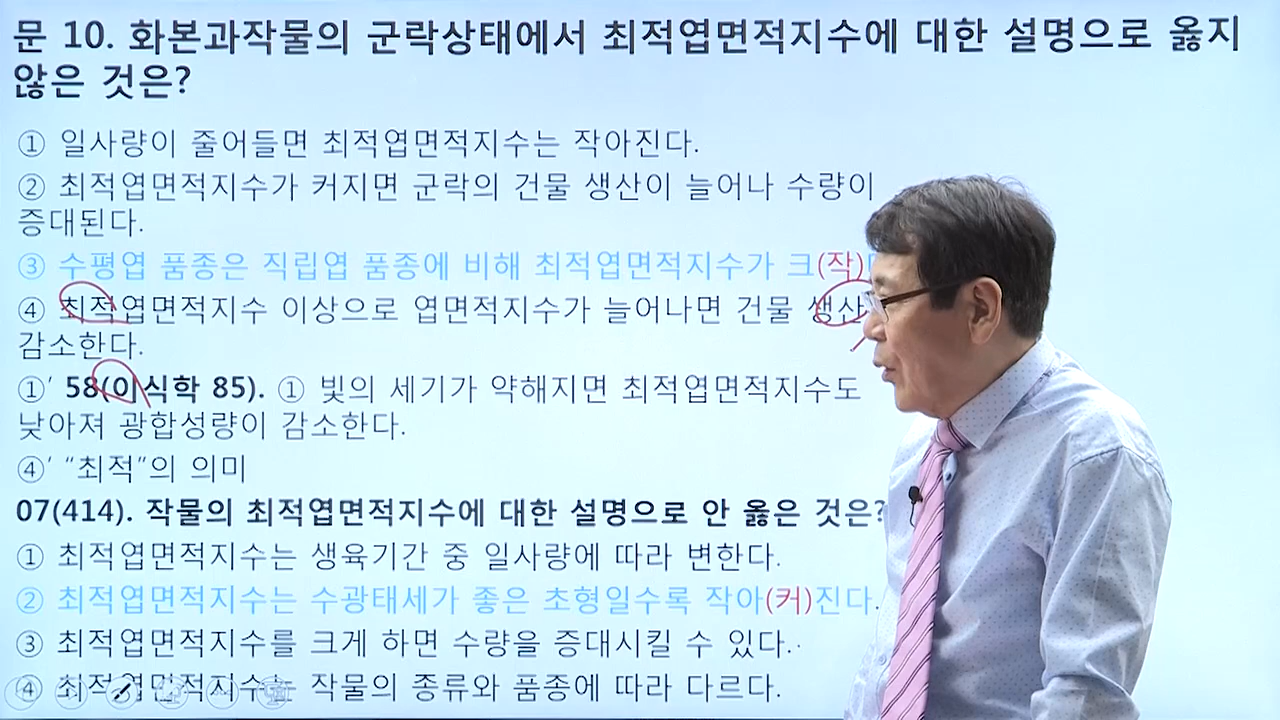 문 10. 화본과작물의 군락상태에서 최적엽면적지수에 대한 설명으로 옳지
않은 것은?
① 일사량이 줄어들면 최적엽면적지수는 작아진다.
② 최적엽면적지수가 커지면 군락의 건물 생산이 늘어나 수량이
증대된다.
③ 수평엽 품종은 직립엽 품종에 비해 최적엽면적지수가 크(작)
④ 최적엽면적지수 이상으로 엽면적지수가 늘어나면 건물 생산
감소한다.
①′ 58(이식학 85). ① 빛의 세기가 약해지면 최적엽면적지수도
낮아져 광합성량이 감소한다.
④′ “최적”의 의미
07(414). 작물의 최적엽면적지수에 대한 설명으로 안 옳은 것은?
① 최적엽면적지수는 생육기간 중 일사량에 따라 변한다.
② 최적엽면적지수는 수광태세가 좋은 초형일수록 작아(커)진다.
③ 최적엽면적지수를 크게 하면 수량을 증대시킬 수 있다.
④ 최적엽면적지수는 작물의 종류와 품종에 따라 다르다.